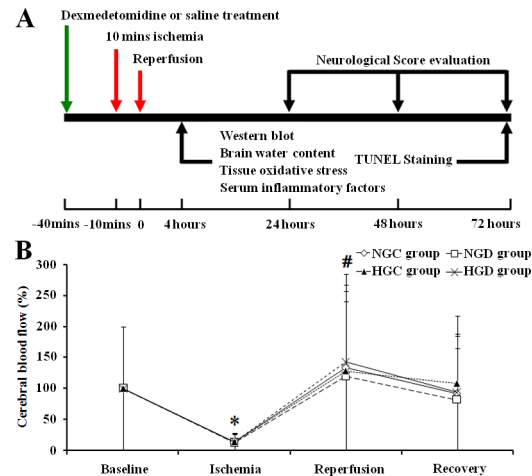 A
Dexmedetomidine or saline treatment
10 mins ischemia
Reperfusion
Neurological Score evaluation
Western blot
Brain water content
Tissue oxidative stress
Serum inflammatory factors
TUNEL Staining
-40mins
-10mins
0
4 hours
24 hours
48 hours
72 hours
B
Cerebral blood flow (%)
300
250
200
150
100
50
0
#
*
NGC group
NGD group
HGC group
HGD group
Baseline
Ischemia
Reperfusion
Recovery